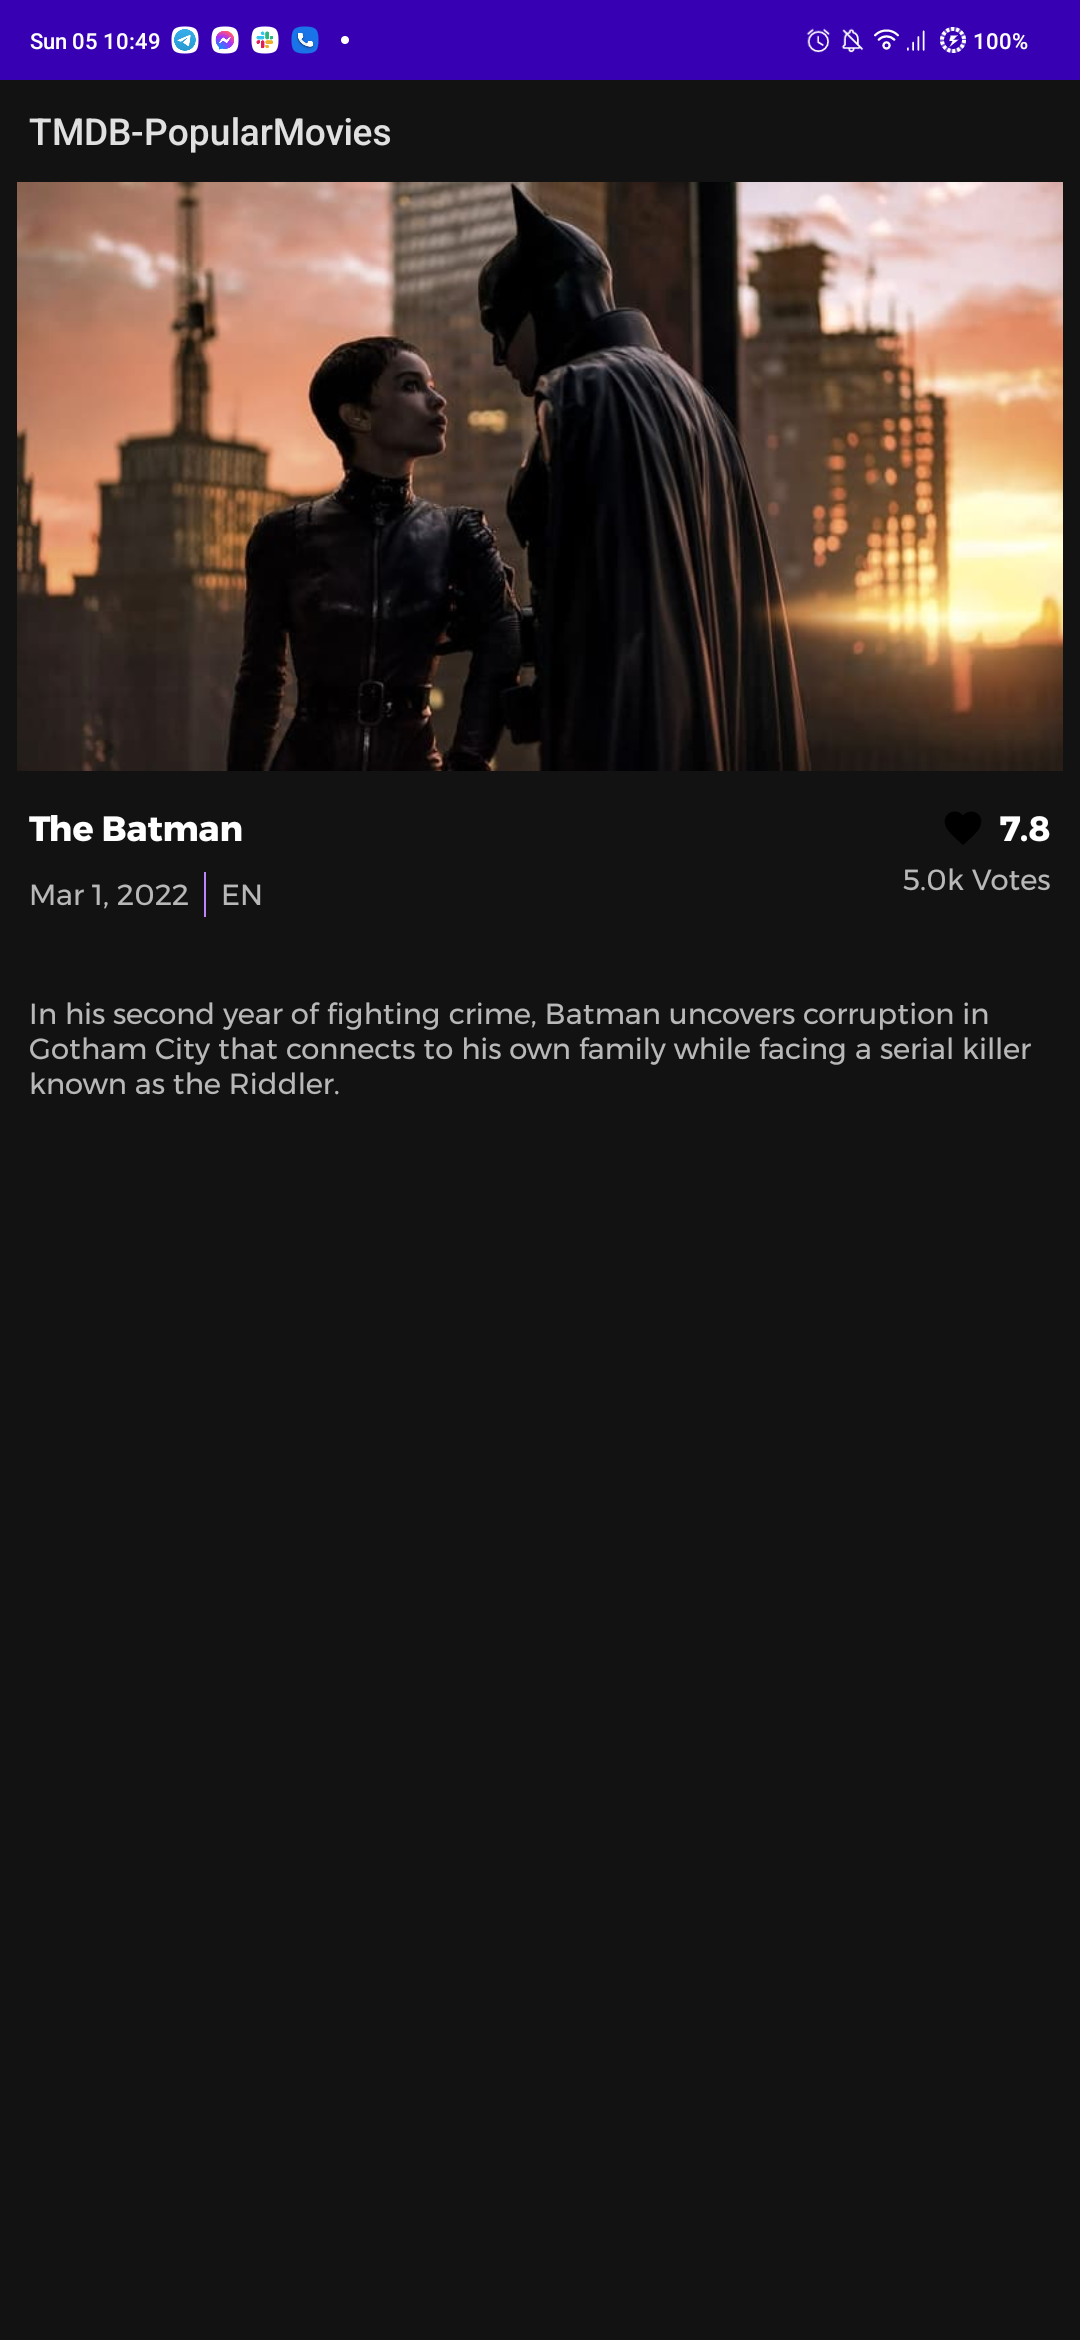 Sun 05 10:49 100%
TMDB-PopularMovies
The Batman 7.8
Mar 1, 2022 EN 5.0k Votes
In his second year of fighting crime, Batman uncovers corruption in
Gotham City that connects to his own family while facing a serial killer
known as the Riddler.